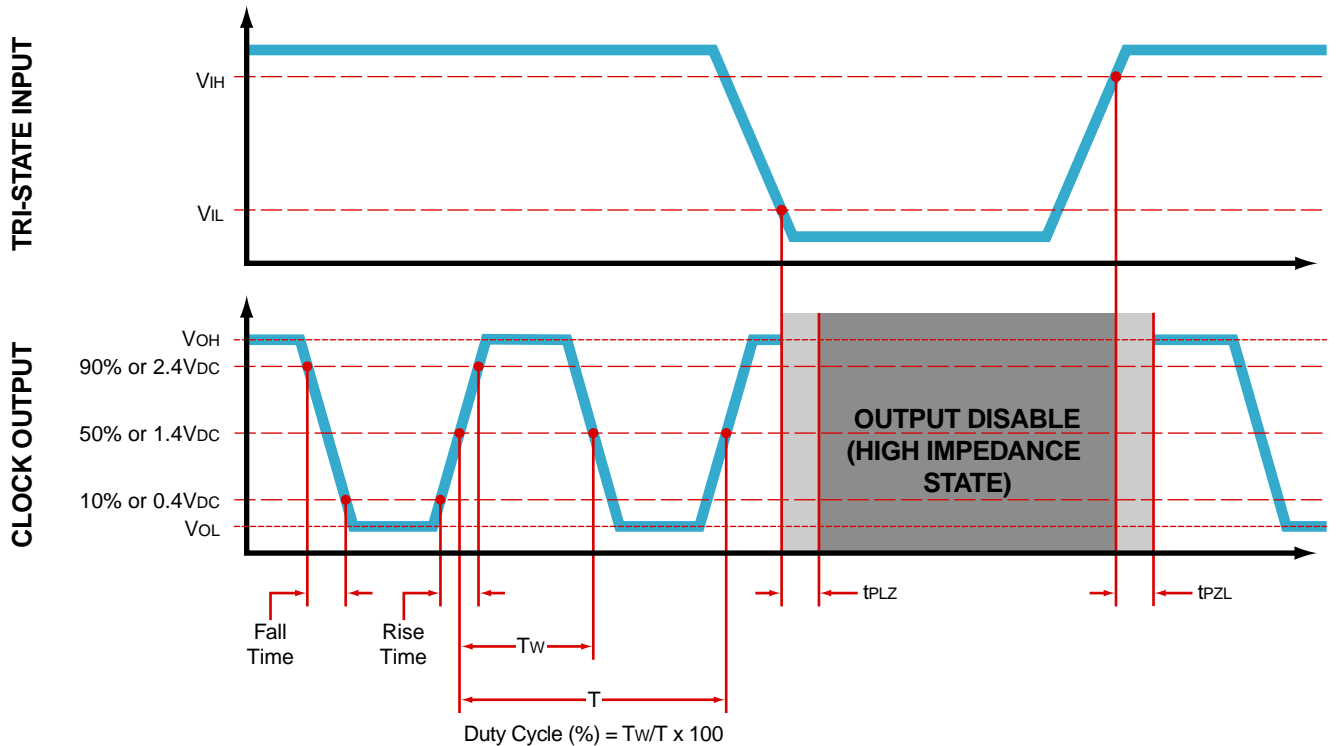 TRI-STATE INPUT
VIH
VIL
CLOCK OUTPUT
VOH
90% or 2.4VDC
50% or 1.4VDC
10% or 0.4VDC
VOL
OUTPUT DISABLE
(HIGH IMPEDANCE
STATE)
tPLZ
tPZL
Fall
Time
Rise
Time
TW
T
Duty Cycle (%) = TW/T x 100